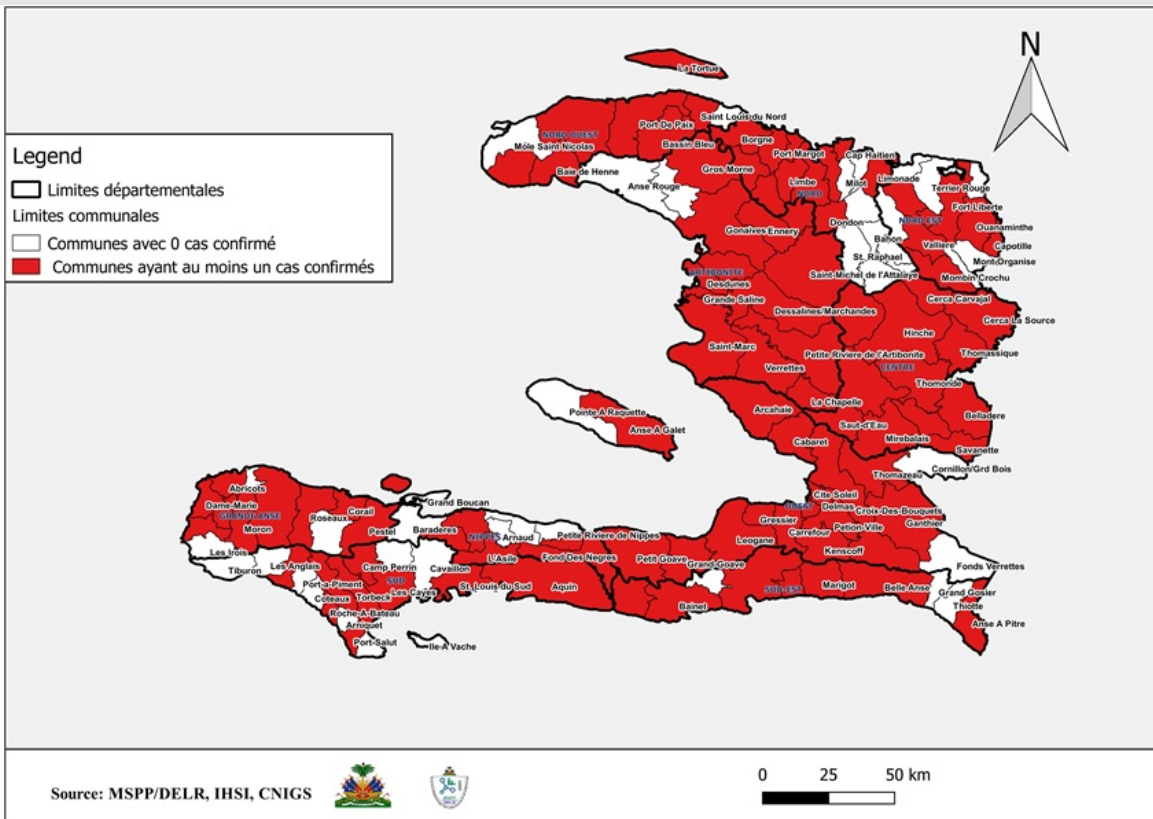 N
Legend
Limites départementales
Limites communales
Communes avec 0 cas confirmé
Communes ayant au moins un cas confirmés
La Tortue
Saint Louis du Nord
Port De Paix
NORD OUEST
Môle Saint Nicolas
Bassin Bleu
Borgne
Port Margot
Cap Haïtien
Baie de Henne
Anse Rouge
Gros Morne
Limbe
NORD
Milot
Limonade
Terrier Rouge
Fort Liberte
Dondon
NORD EST
Ouanaminthe
Gonaives
Ennery
Bahon
Valliere
Capotille
St. Raphael
Mont-Organise
ARTIBONITE
Saint-Michel de l'Attalaye
Mombin Crochu
Desdunes
Grande Saline
Cerca Carvajal
Dessalines/Marchandes
Cerca La Source
Hinche
Saint-Marc
Petite Riviere de l'Artibonite
Thomassique
Verrettes
CENTRE
Thomonde
La Chapelle
Pointe A Raquette
Arcahaie
Belladere
Anse A Galet
Saut-d'Eau
Cabaret
Mirebalais
Savanette
Cornillon/Grd Bois
Thomazeau
Abricots
Grand Boucan
Cite Soleil
Dame-Marie
GRANDE ANSE
Corail
OUEST
Delmas
Croix-Des-Bouquets
Roseaux
Gressier
Ganthier
Moron
Pestel
Baraderes
NIPPES
Arnaud
Petite Riviere de Nippes
Carrefour
Petion-Ville
Leogane
Kenscoff
Les Irois
L'Asile
Fond Des Negres
Petit Goave
Grand-Goave
Tiburon
Les Anglais
Camp Perrin
Cavaillon
Fonds Verrettes
Port-a-Piment
SUD
St. Louis du Sud
Aquin
SUD-EST
Marigot
Belle Anse
Grand Gosier
Coteaux
Torbeck
Les Cayes
Bainet
Thiotte
Roche-A-Bateau
Arniquet
Anse A Pitre
Port-Salut
Ile-A Vache
Source: MSPP/DELR, IHSI, CNIGS
0 25 50 km